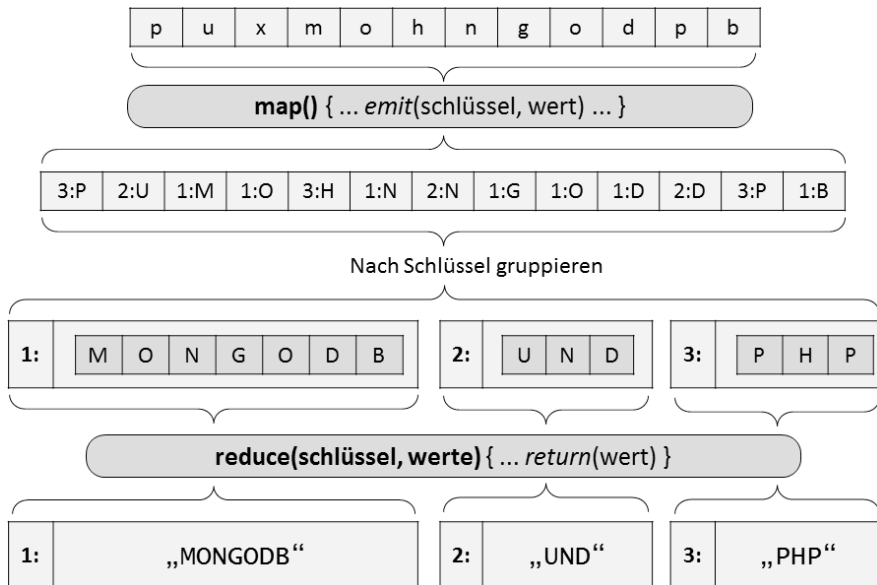 p u x m o h n g o d p b
map() { ... emit(schlüssel, wert) ... }
3:P 2:U 1:M 1:O 3:H 1:N 2:N 1:G 1:O 1:D 2:D 3:P 1:B
Nach Schlüssel gruppieren
1: M O N G O D B 2: U N D 3: P H P
reduce(schlüssel, werte) { ... return(wert) }
1: „MONGODB“ 2: „UND“ 3: „PHP“